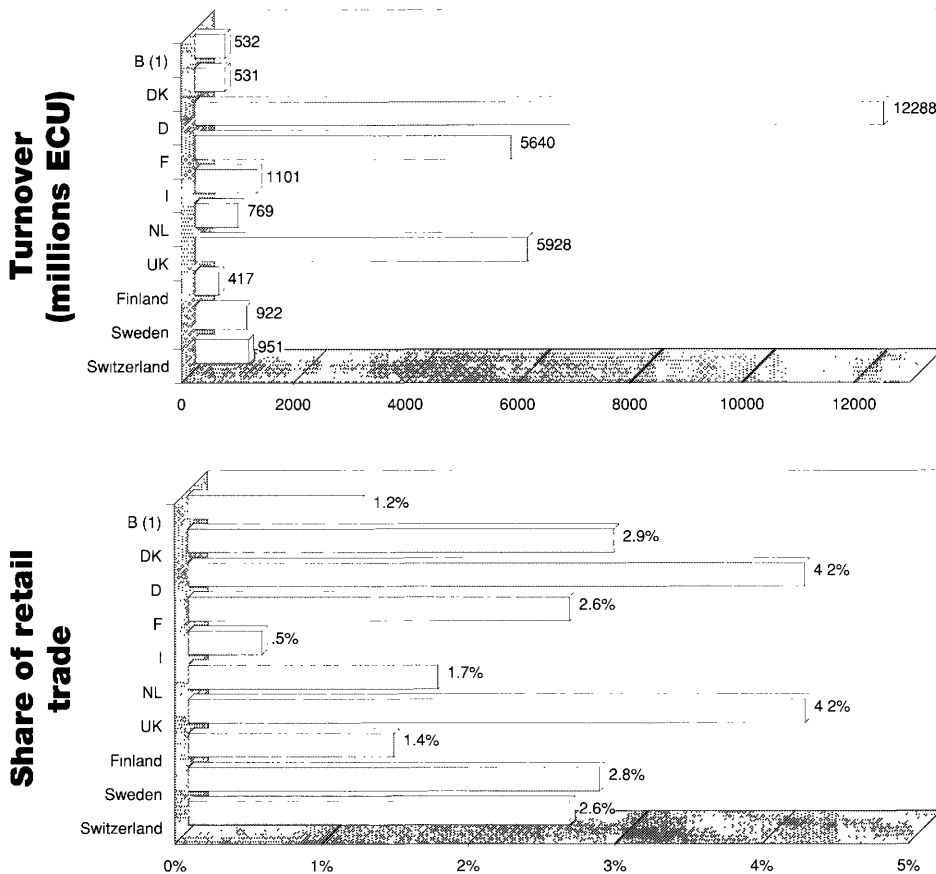 Turnover
(millions ECU)
B (1) 532
DK 531
D 12288
F 5640
I 1101
NL 769
UK 5928
Finland 417
Sweden 922
Switzerland 951
0 2000 4000 6000 8000 10000 12000
Share of retail
trade
B (1) 1.2%
DK 2.9%
D 4 2%
F 2.6%
I .5%
NL 1.7%
UK 4 2%
Finland 1.4%
Sweden 2.8%
Switzerland 2.6%
0% 1% 2% 3% 4% 5%